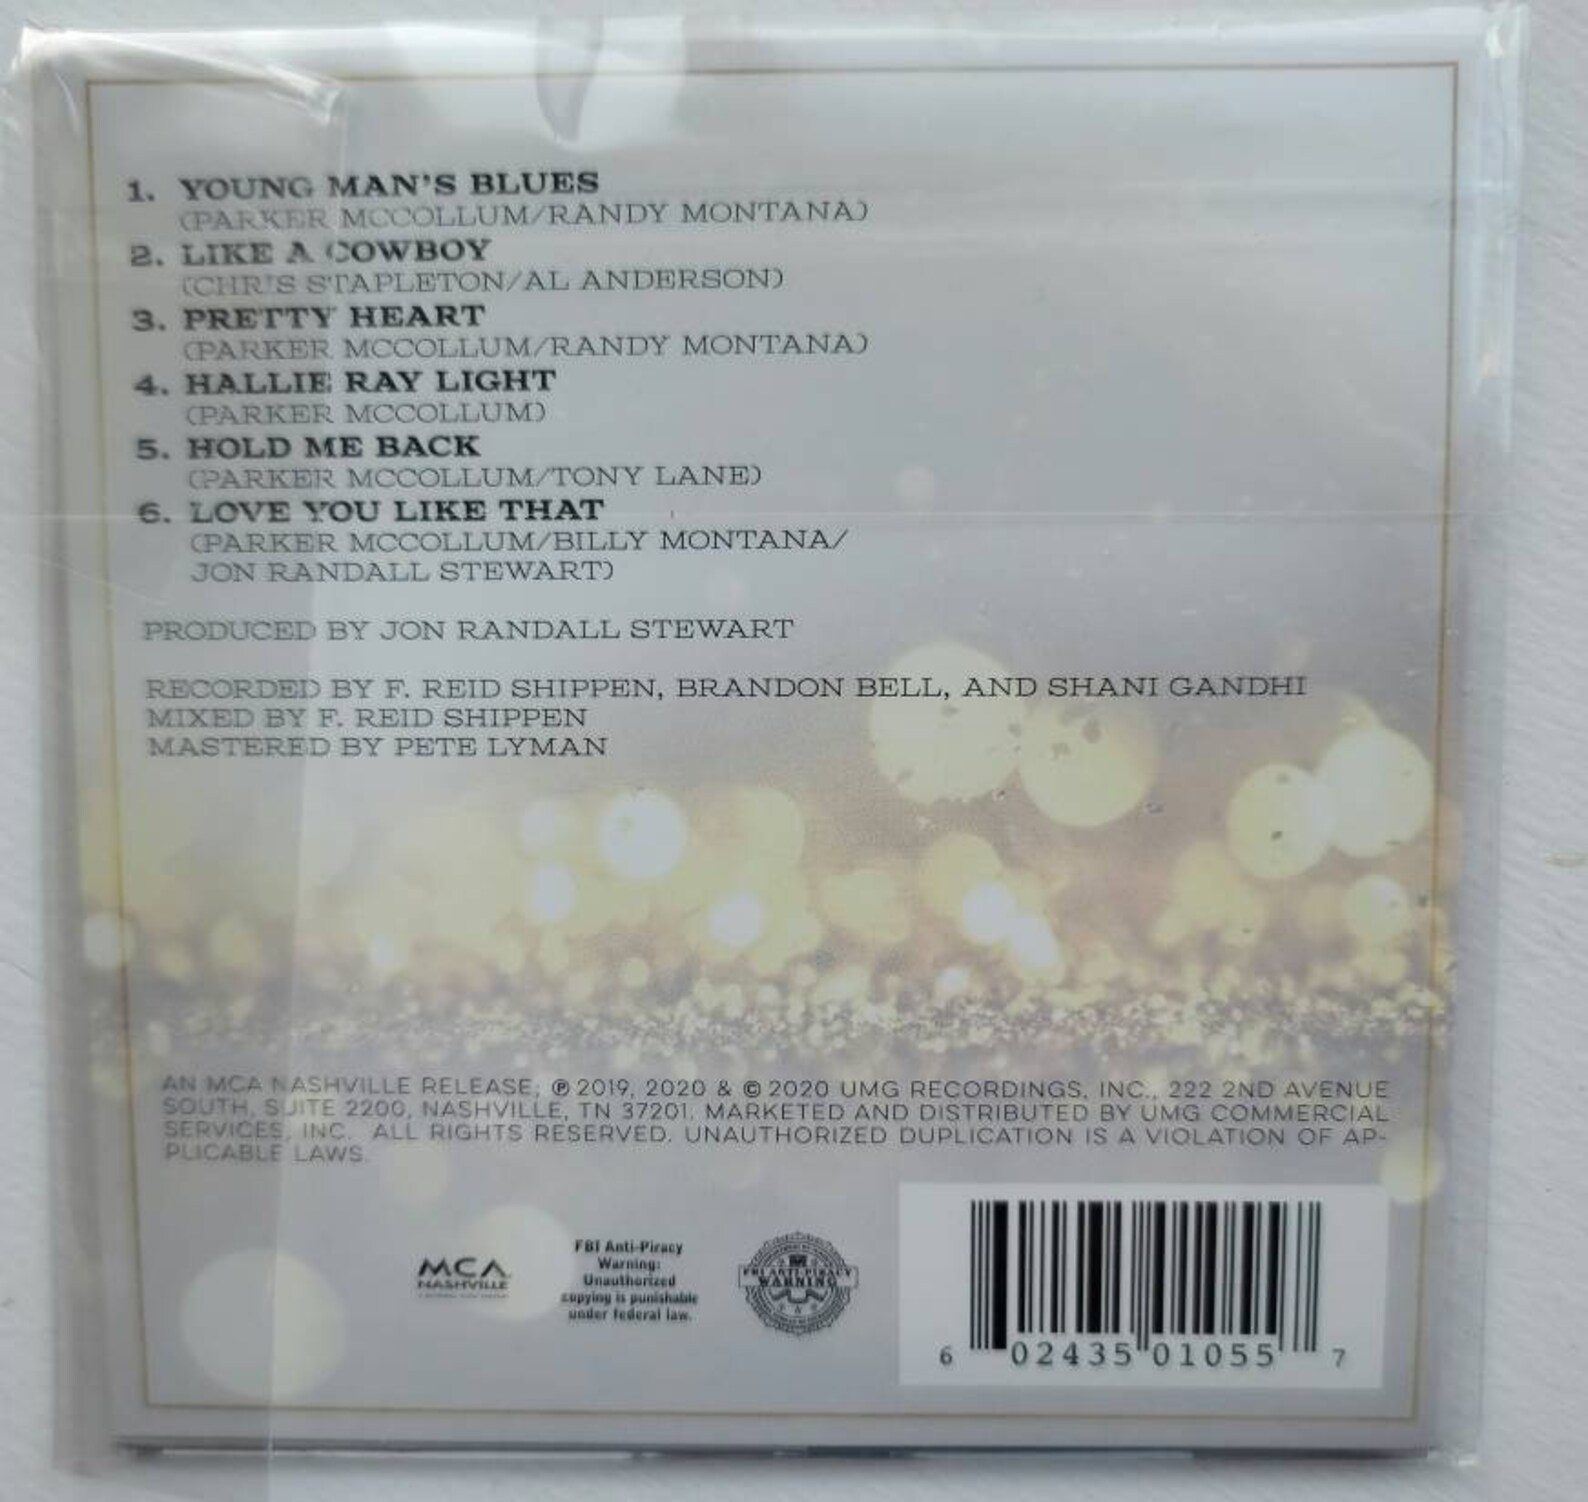 1. YOUNG MAN'S BLUES
(PARKER MCCOLLUM/RANDY MONTANA)
2. LIKE A COWBOY
(CHRIS STAPLETON/AL ANDERSON)
3. PRETTY HEART
(PARKER MCCOLLUM/RANDY MONTANA)
4. HALLIE RAY LIGHT
(PARKER MCCOLLUM)
5. HOLD ME BACK
(PARKER MCCOLLUM/TONY LANE)
6. LOVE YOU LIKE THAT
(PARKER MCCOLLUM/BILLY MONTANA/
JON RANDALL STEWART)
PRODUCED BY JON RANDALL STEWART
RECORDED BY F. REID SHIPPEN, BRANDON BELL, AND SHANI GANDHI
MIXED BY F. REID SHIPPEN
MASTERED BY PETE LYMAN
AN MCA NASHVILLE RELEASE; ℗ 2019, 2020 & © 2020 UMG RECORDINGS, INC., 222 2ND AVENUE
SOUTH, SUITE 2200, NASHVILLE, TN 37201. MARKETED AND DISTRIBUTED BY UMG COMMERCIAL
SERVICES, INC. ALL RIGHTS RESERVED. UNAUTHORIZED DUPLICATION IS A VIOLATION OF AP-
PLICABLE LAWS.
MCA
NASHVILLE
FBI Anti-Piracy
Warning:
Unauthorized
copying is punishable
under federal law.
FBI ANTI-PIRACY
WARNING
6 02435 01055 7